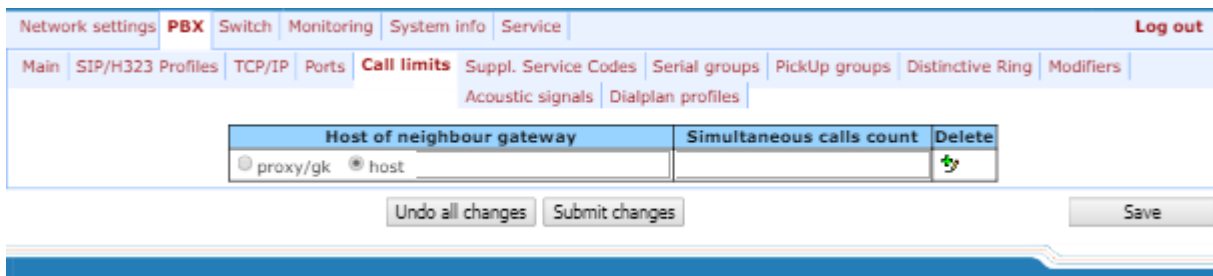 Network settings PBX Switch Monitoring System info Service Log out
Main SIP/H323 Profiles TCP/IP Ports Call limits Suppl. Service Codes Serial groups PickUp groups Distinctive Ring Modifiers
Acoustic signals Dialplan profiles
Host of neighbour gateway Simultaneous calls count Delete
proxy/gk host
Undo all changes Submit changes Save